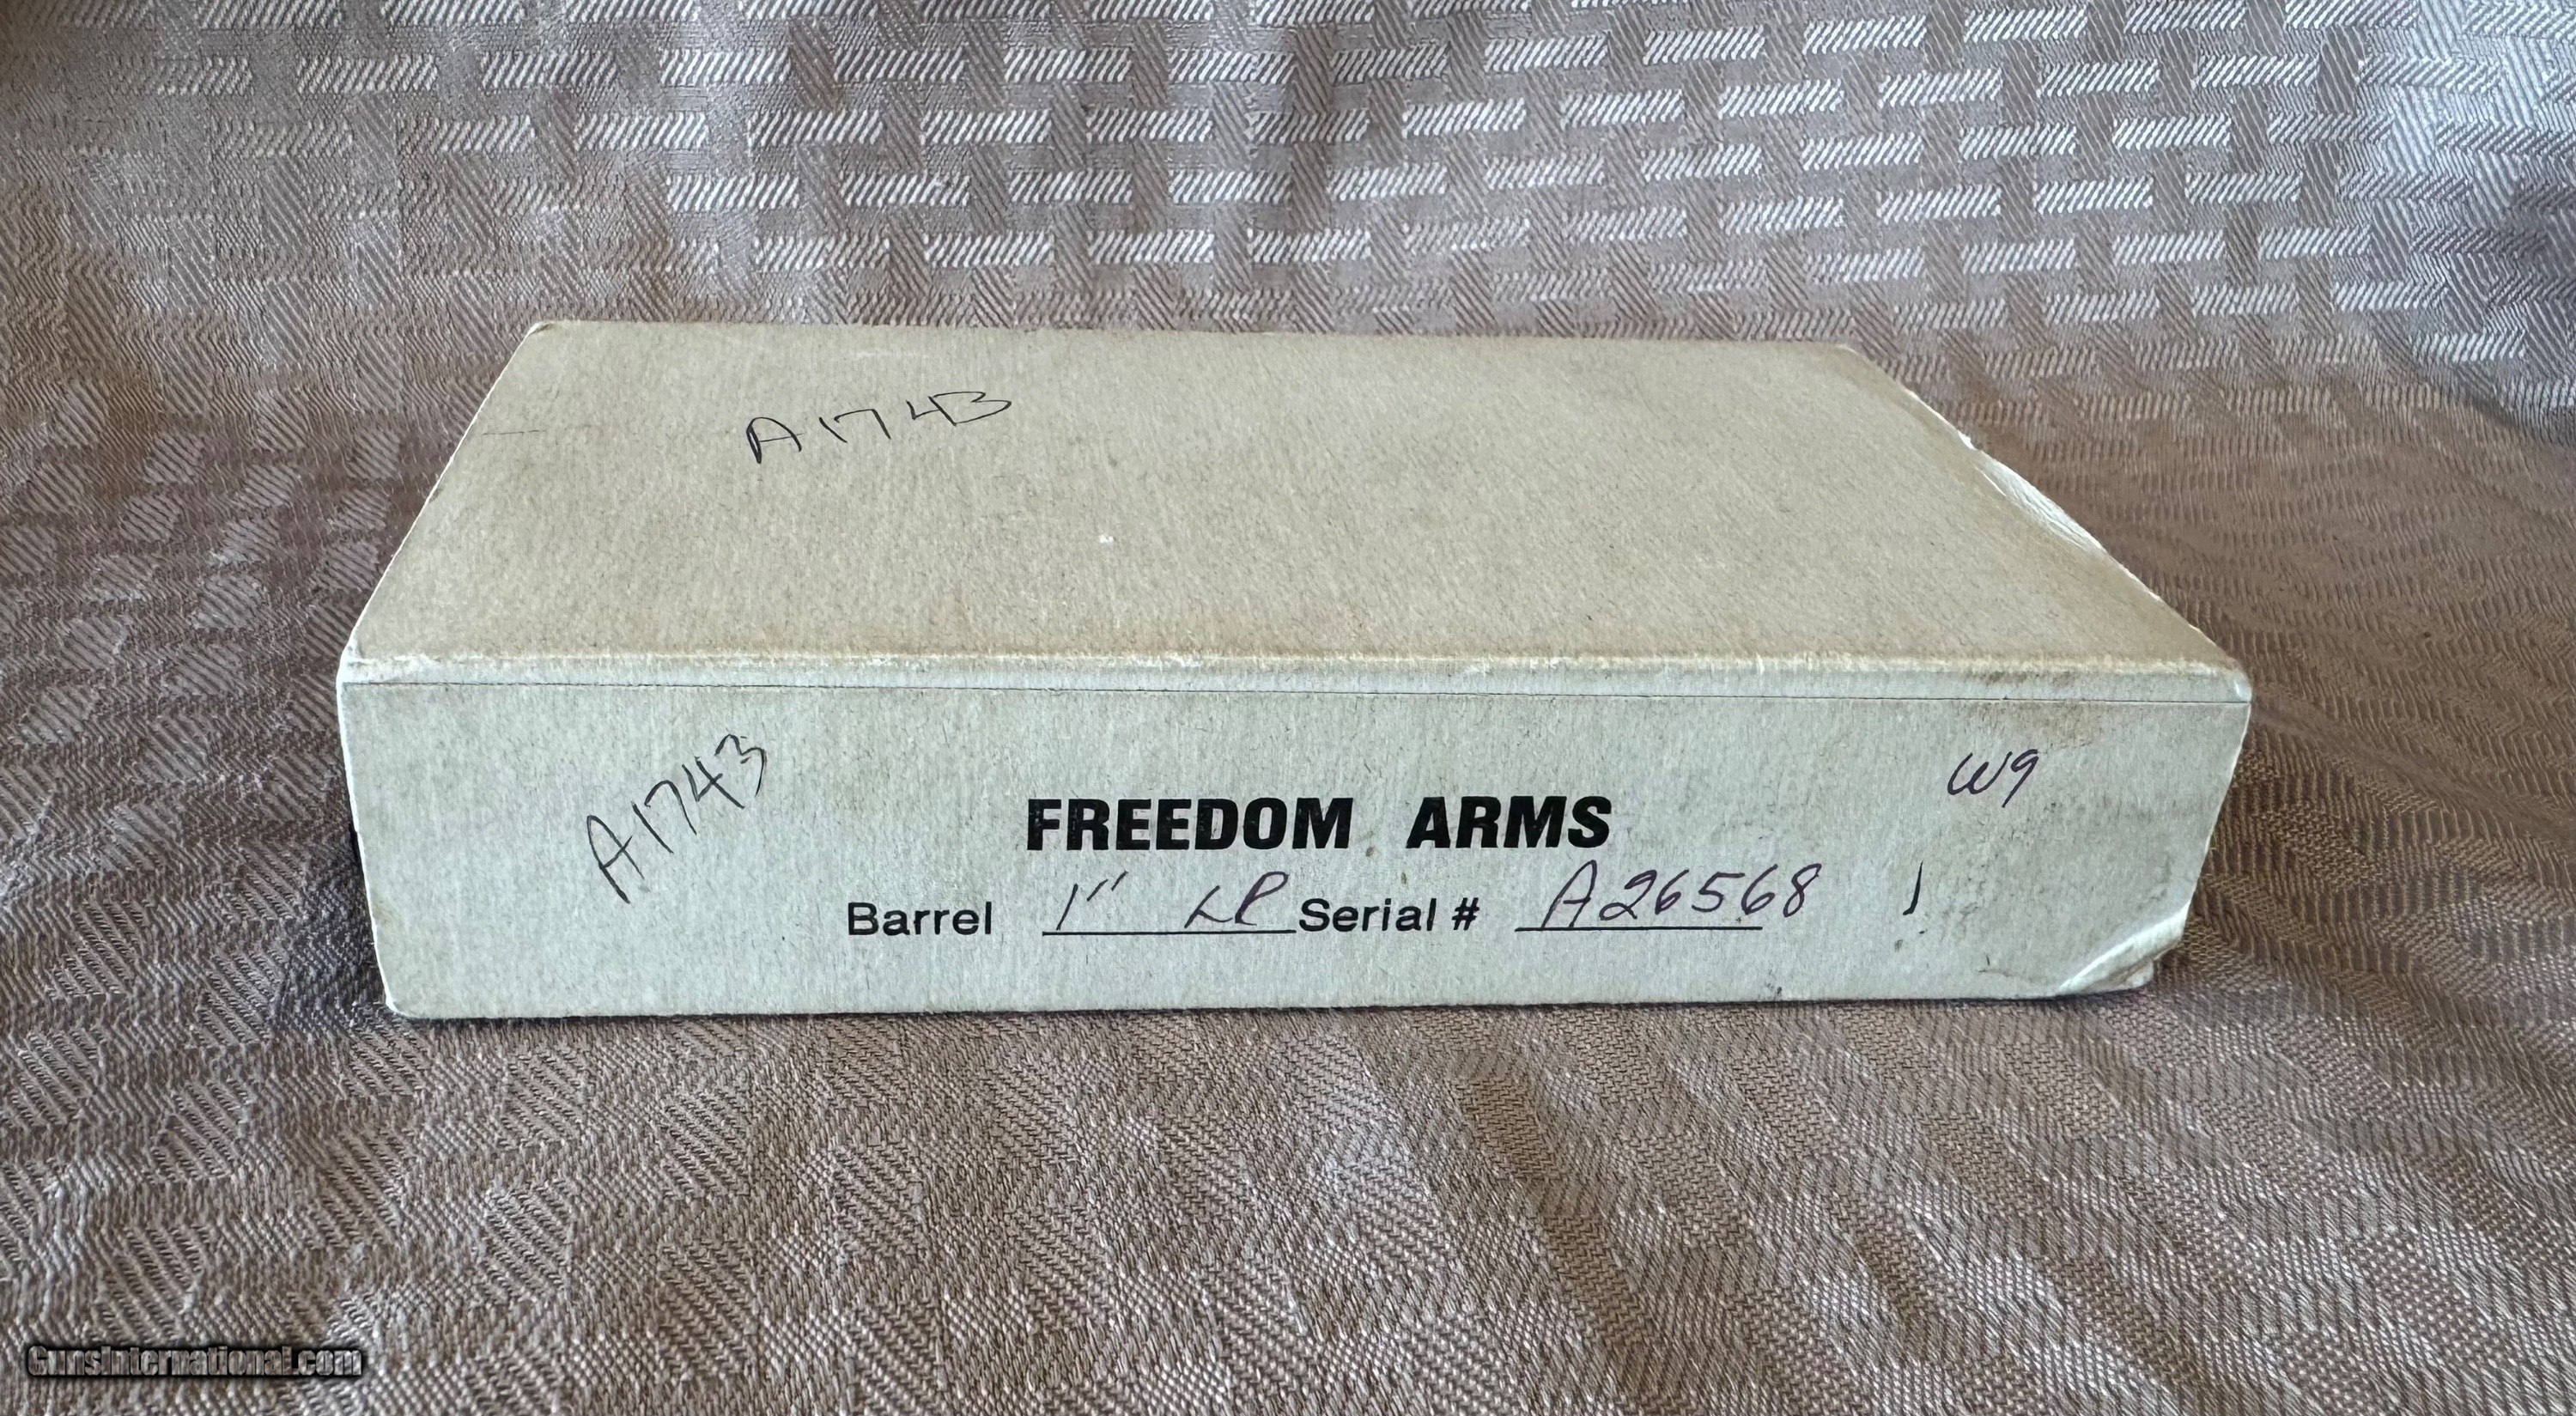 A1743
A1743
W9
FREEDOM ARMS
Barrel 1" LR Serial # A26568
GunsInternational.com